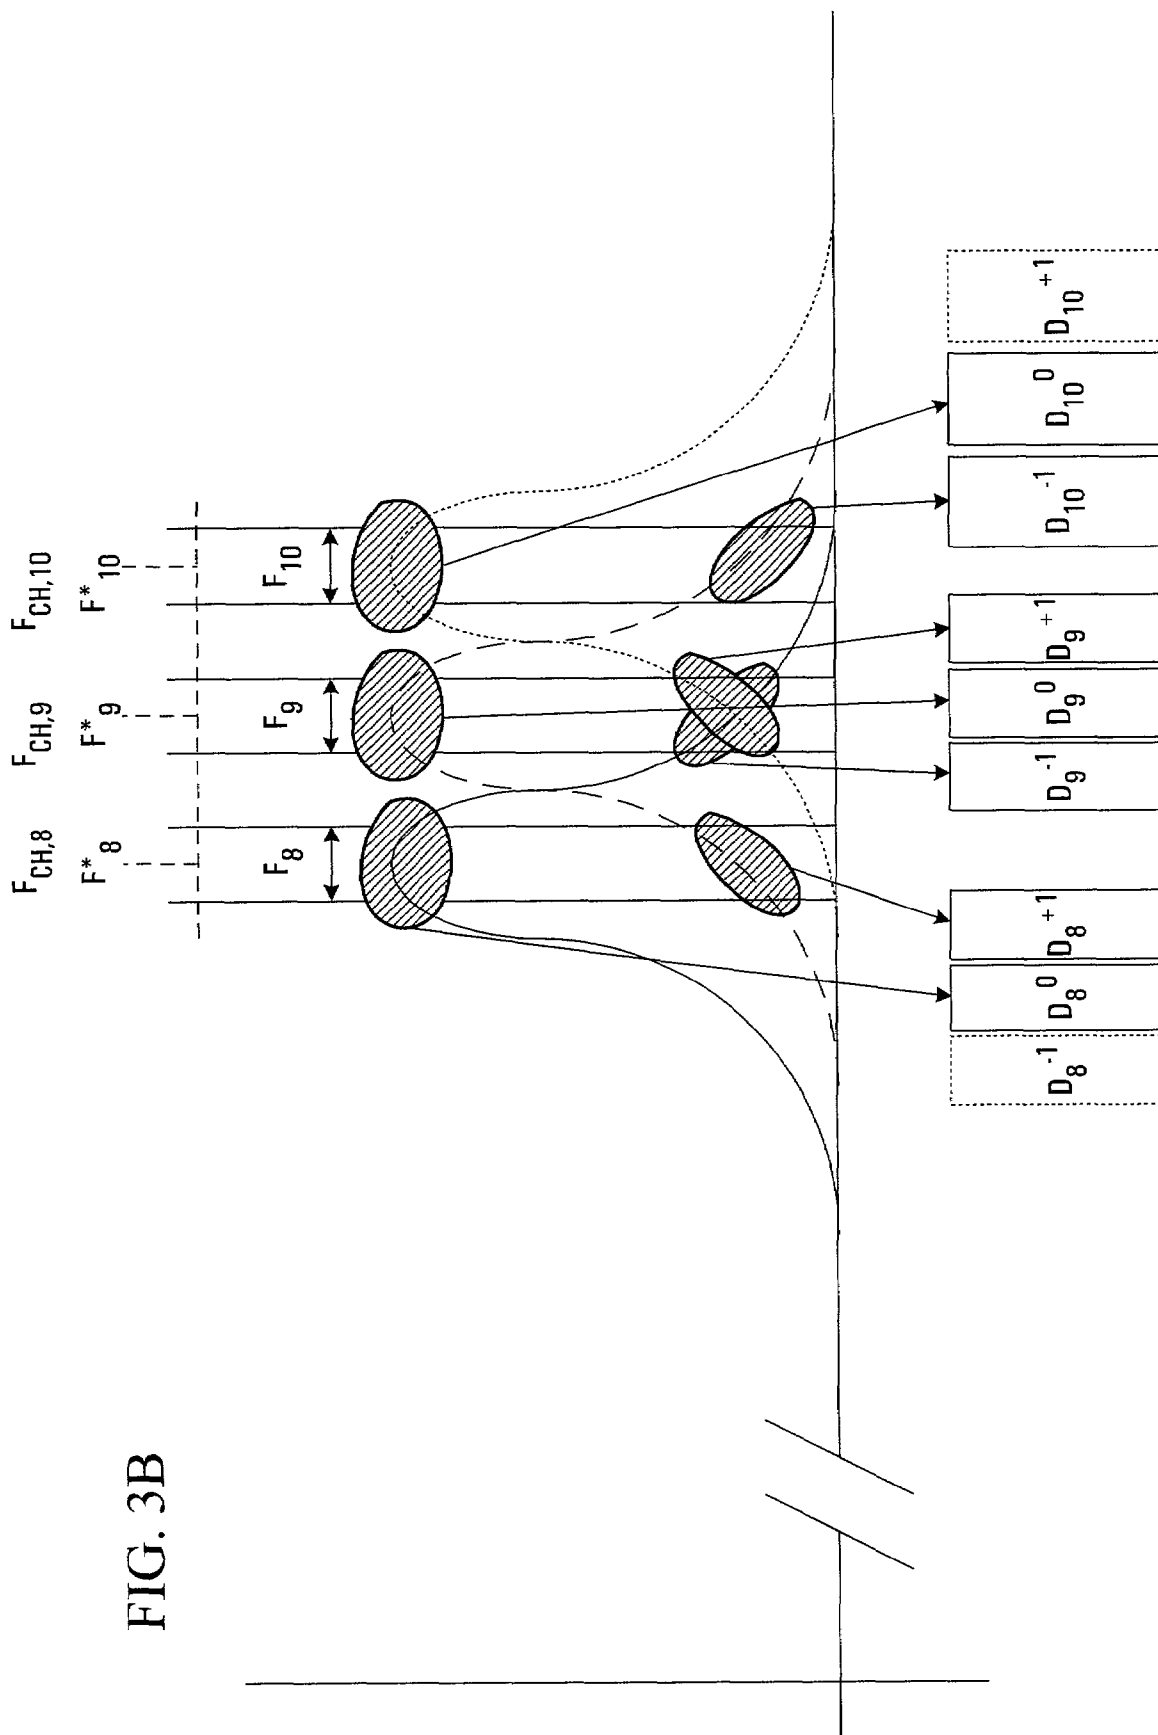 FIG. 3B
F_CH,8 F_CH,9 F_CH,10
F*_8 F*_9 F*_10
F_8 F_9 F_10
D_8^-1 D_8^0 D_8^+1 D_9^-1 D_9^0 D_9^+1 D_10^-1 D_10^0 D_10^+1